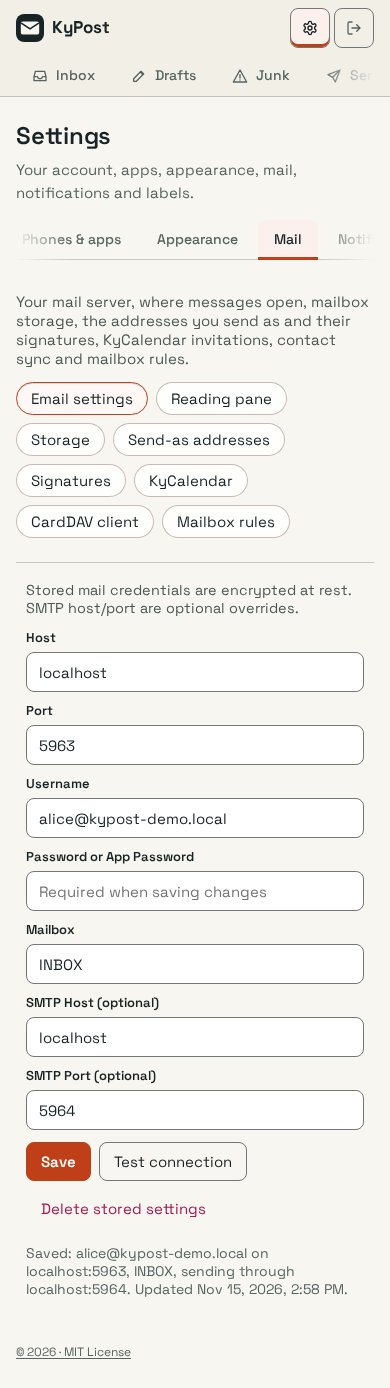 KyPost
Inbox
Drafts
Junk
Settings
Your account, apps, appearance, mail,
notifications and labels.
Phones & apps
Appearance
Mail
Your mail server, where messages open, mailbox
storage, the addresses you send as and their
signatures, KyCalendar invitations, contact
sync and mailbox rules.
Email settings
Reading pane
Storage
Send-as addresses
Signatures
KyCalendar
CardDAV client
Mailbox rules
Stored mail credentials are encrypted at rest.
SMTP host/port are optional overrides.
Host
localhost
Port
5963
Username
alice@kypost-demo.local
Password or App Password
Required when saving changes
Mailbox
INBOX
SMTP Host (optional)
localhost
SMTP Port (optional)
5964
Save
Test connection
Delete stored settings
Saved: alice@kypost-demo.local on
localhost:5963, INBOX, sending through
localhost:5964. Updated Nov 15, 2026, 2:58 PM.
© 2026 · MIT License